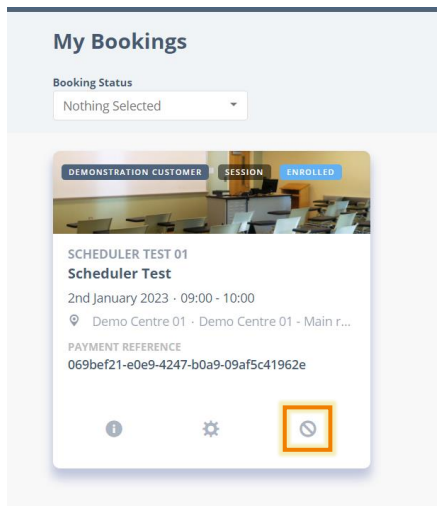 My Bookings
Booking Status
Nothing Selected
DEMONSTRATION CUSTOMER SESSION ENROLLED
SCHEDULER TEST 01
Scheduler Test
2nd January 2023 · 09:00 - 10:00
Demo Centre 01 · Demo Centre 01 - Main r...
PAYMENT REFERENCE
069bef21-e0e9-4247-b0a9-09af5c41962e